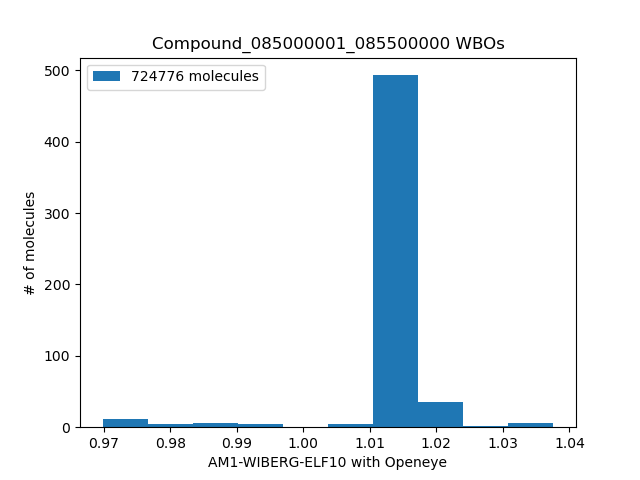 Compound_085000001_085500000 WBOs
724776 molecules
500
400
300
200
100
0
# of molecules
0.97 0.98 0.99 1.00 1.01 1.02 1.03 1.04
AM1-WIBERG-ELF10 with Openeye